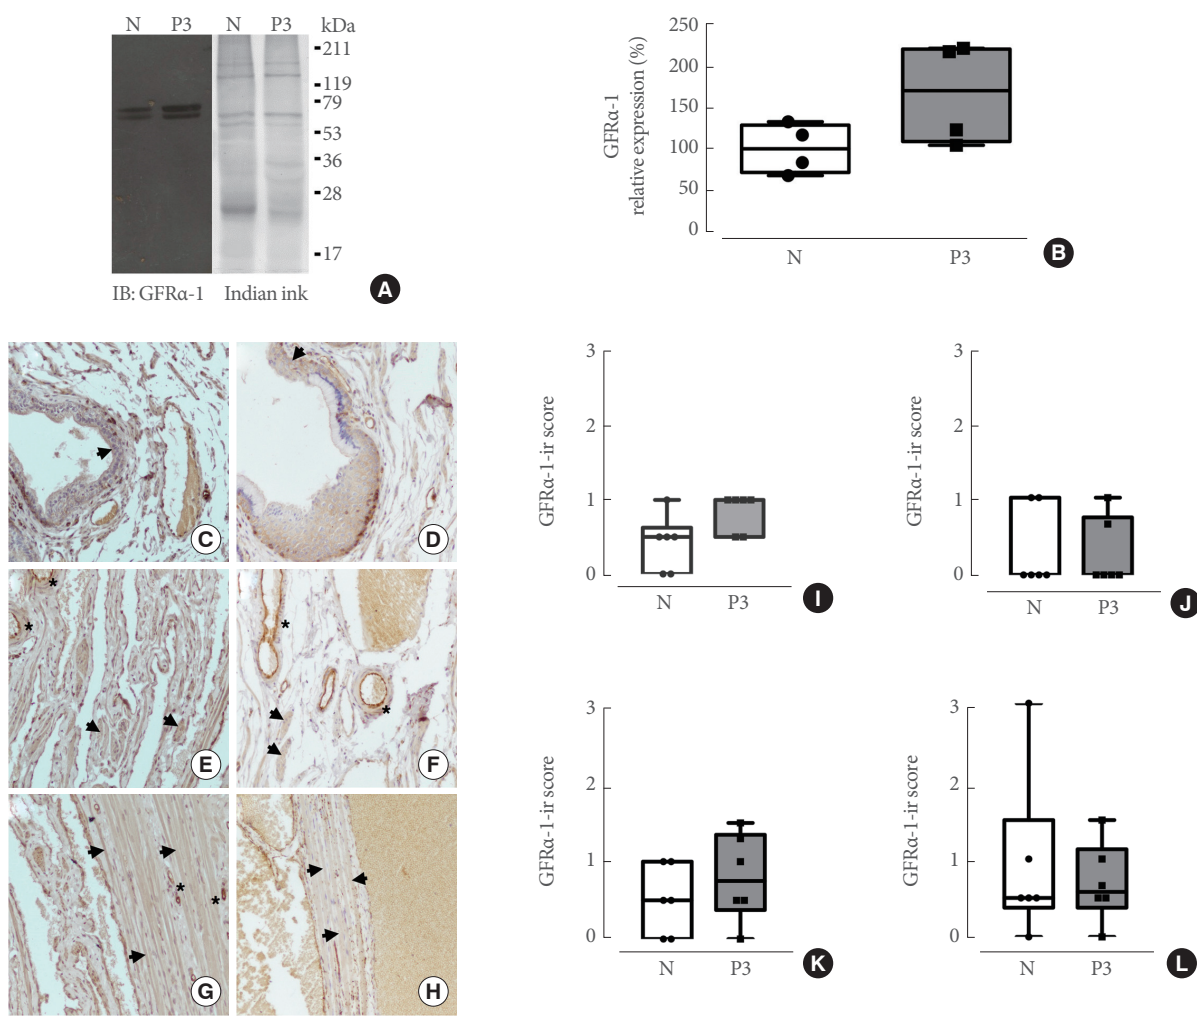 N P3 N P3 kDa
211
119
79
53
36
28
17
IB: GFRα-1 Indian ink
A
GFRα-1
relative expression (%)
250
200
150
100
50
0
N P3
B
C
D
*
*
E
*
*
F
*
*
G
H
GFRα-1-ir score
3
2
1
0
N P3
I
GFRα-1-ir score
3
2
1
0
N P3
J
GFRα-1-ir score
3
2
1
0
N P3
K
GFRα-1-ir score
3
2
1
0
N P3
L